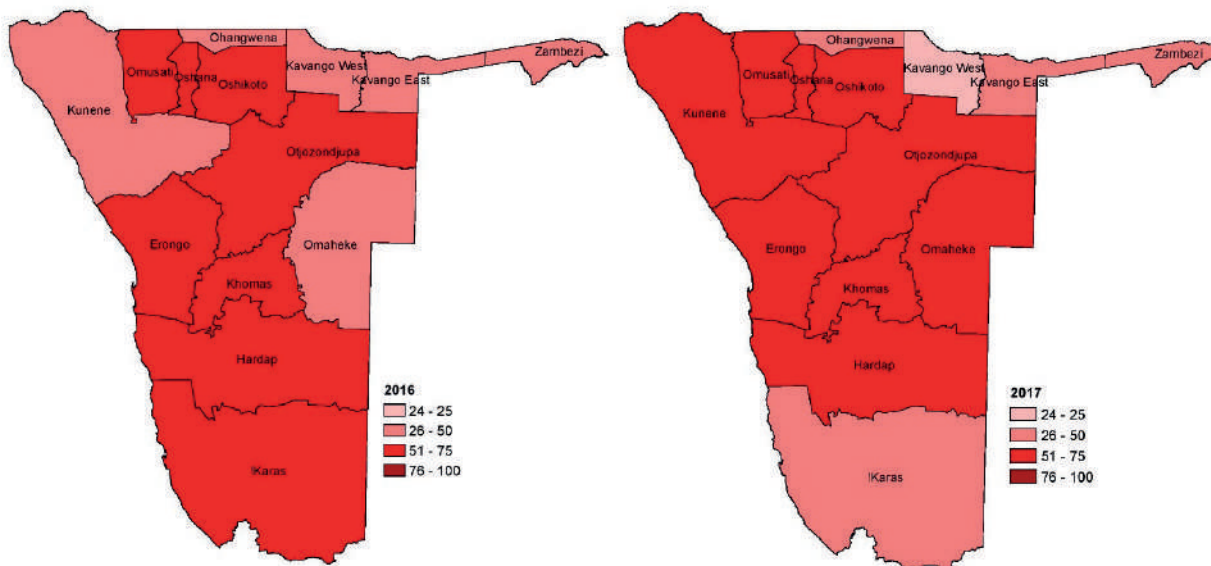 Ohangwena
Zambezi
Kavango West
Omusati
Oshana
Kavango East
Oshikoto
Kunene
Otjozondjupa
Erongo
Omaheke
Khomas
Hardap
!Karas
2016
24 - 25
26 - 50
51 - 75
76 - 100
Ohangwena
Zambezi
Kavango West
Omusati
Oshana
Kavango East
Oshikoto
Kunene
Otjozondjupa
Erongo
Omaheke
Khomas
Hardap
!Karas
2017
24 - 25
26 - 50
51 - 75
76 - 100